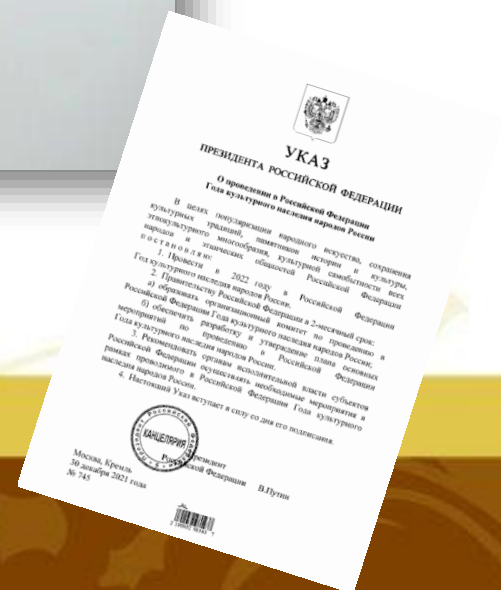 УКАЗ
ПРЕЗИДЕНТА РОССИЙСКОЙ ФЕДЕРАЦИИ
О проведении в Российской Федерации
Года культурного наследия народов России
В целях популяризации народного искусства, сохранения
культурных традиций, памятников истории и культуры,
этнокультурного многообразия, культурной самобытности всех
народов и этнических общностей Российской Федерации
постановляю:
1. Провести в 2022 году в Российской Федерации
Год культурного наследия народов России.
2. Правительству Российской Федерации в 2-месячный срок:
а) образовать организационный комитет по проведению в
Российской Федерации Года культурного наследия народов России;
б) обеспечить разработку и утверждение плана основных
мероприятий по проведению в Российской Федерации
Года культурного наследия народов России.
3. Рекомендовать органам исполнительной власти субъектов
Российской Федерации осуществлять необходимые мероприятия в
рамках проводимого в Российской Федерации Года культурного
наследия народов России.
4. Настоящий Указ вступает в силу со дня его подписания.
КАНЦЕЛЯРИЯ
Президент
Российской Федерации В.Путин
Москва, Кремль
30 декабря 2021 года
№ 745